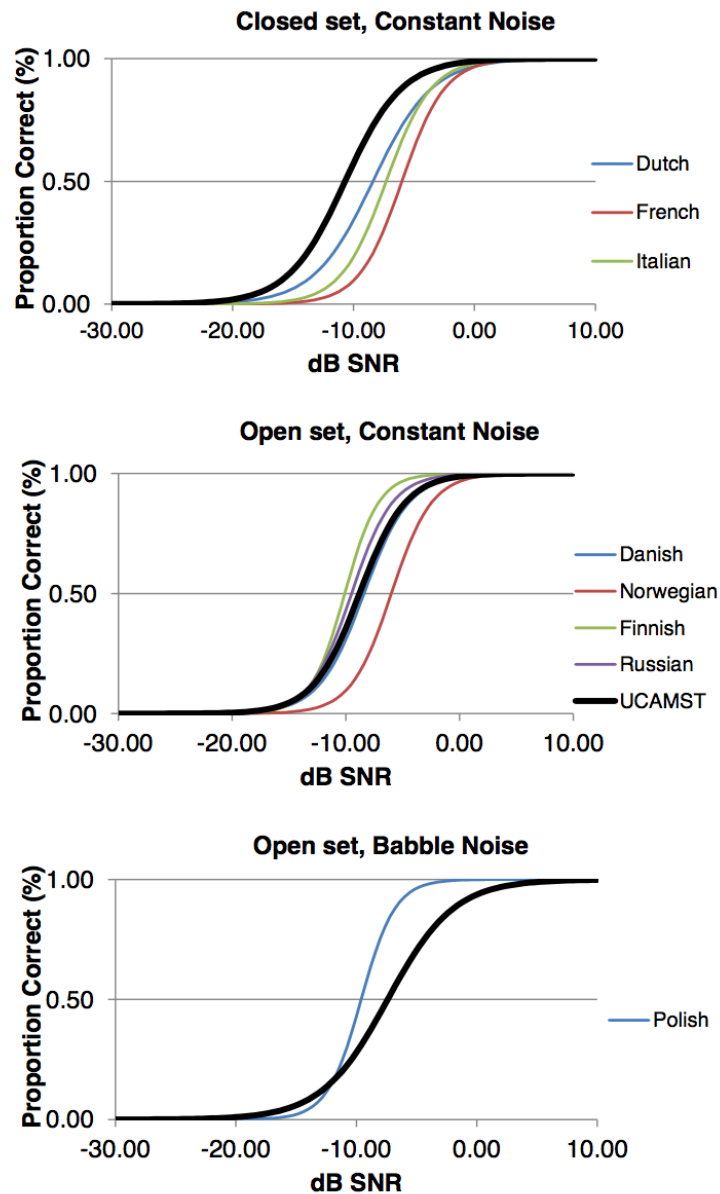 Closed set, Constant Noise
Proportion Correct (%)
1.00
0.50
0.00
-30.00 -20.00 -10.00 0.00 10.00
dB SNR
Dutch
French
Italian
Open set, Constant Noise
Proportion Correct (%)
1.00
0.50
0.00
-30.00 -20.00 -10.00 0.00 10.00
dB SNR
Danish
Norwegian
Finnish
Russian
UCAMST
Open set, Babble Noise
Proportion Correct (%)
1.00
0.50
0.00
-30.00 -20.00 -10.00 0.00 10.00
dB SNR
Polish